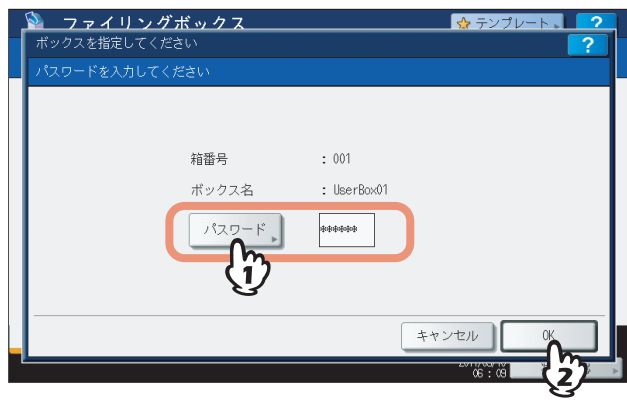 ファイリングボックス
テンプレート
?
ボックスを指定してください
?
パスワードを入力してください
箱番号 : 001
ボックス名 : UserBox01
パスワード ******
1
キャンセル
OK
06:09
2